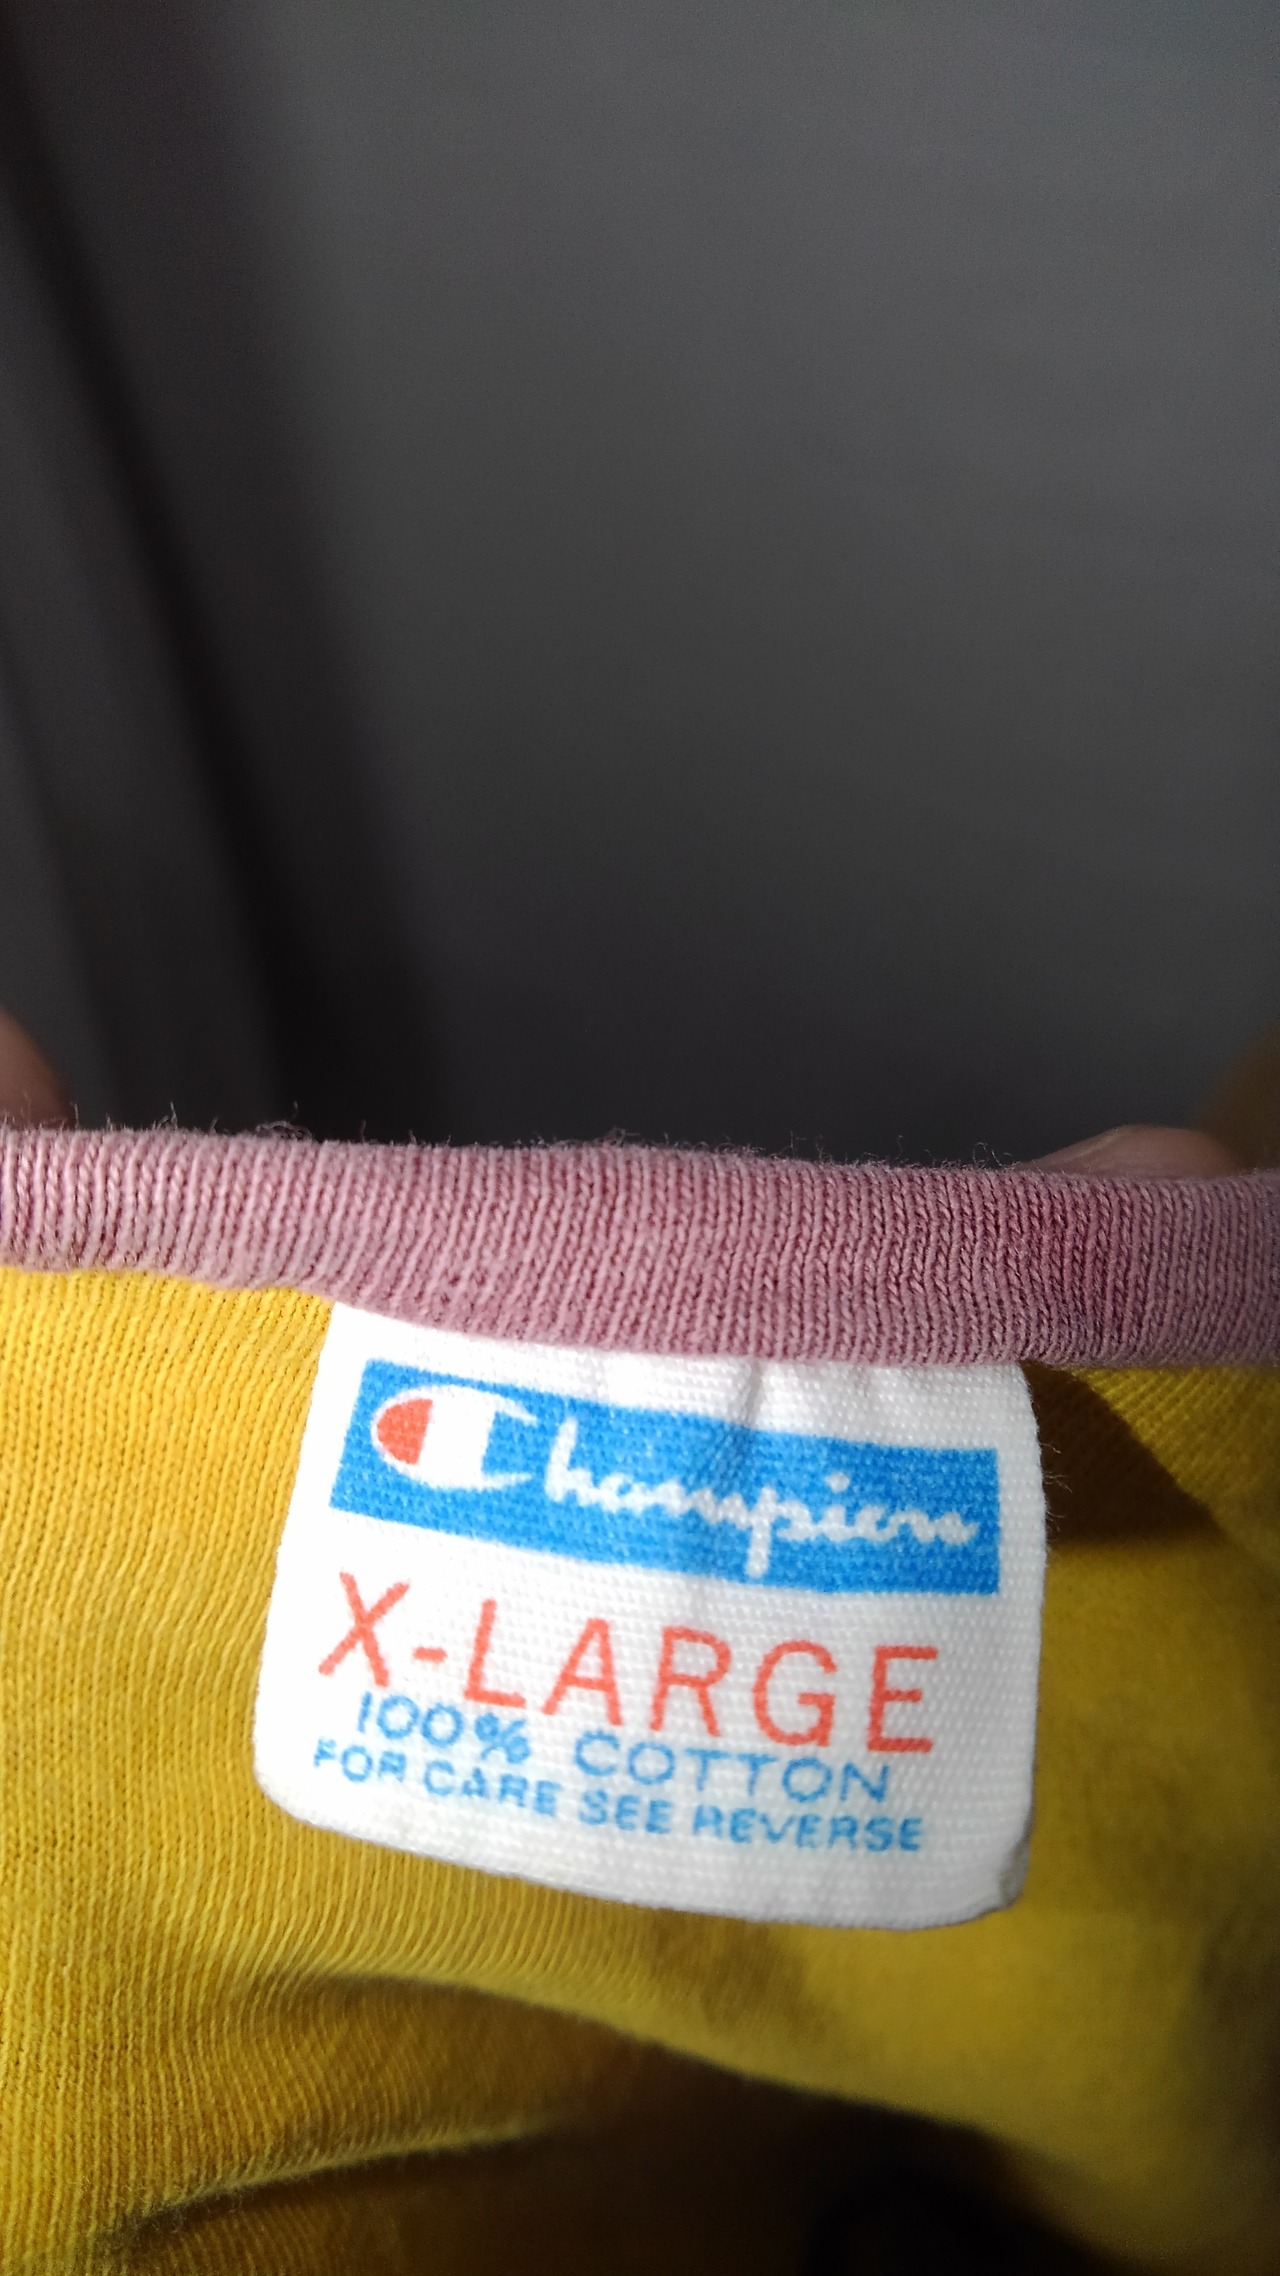 Champion
X-LARGE
100% COTTON
FOR CARE SEE REVERSE